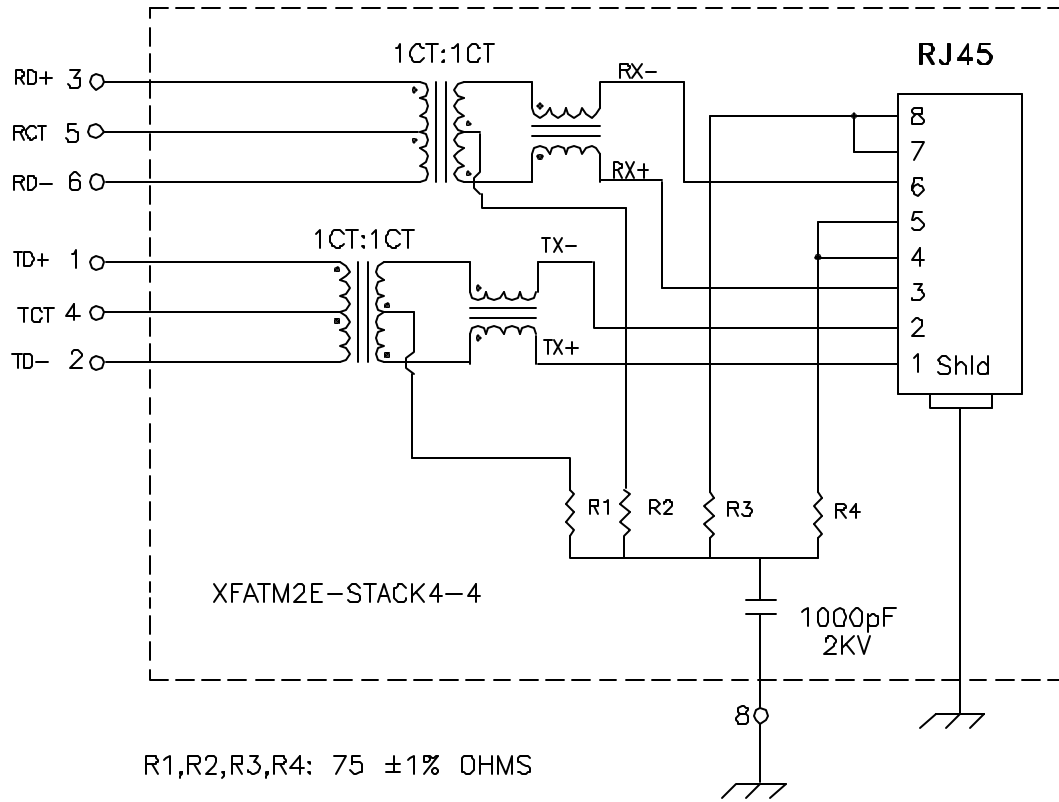 1CT:1CT
RJ45
RD+ 3
RX-
8
RCT 5
7
RD- 6
RX+
6
5
1CT:1CT
TX-
TD+ 1
4
3
TCT 4
2
TX+
TD- 2
1 Shld
R1
R2
R3
R4
XFATM2E-STACK4-4
1000pF
2KV
8
R1,R2,R3,R4: 75 ±1% OHMS